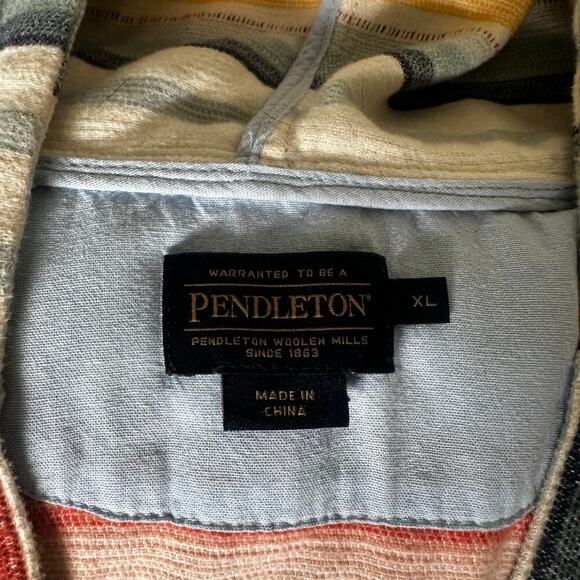 WARRANTED TO BE A
PENDLETON®
XL
PENDLETON WOOLEN MILLS
SINCE 1863
MADE IN
CHINA